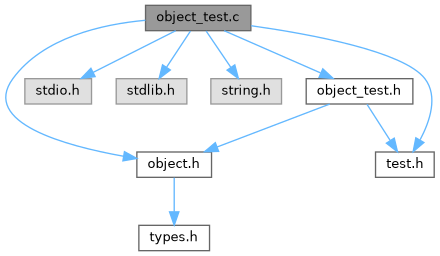 object_test.c
stdio.h
stdlib.h
string.h
object_test.h
object.h
test.h
types.h